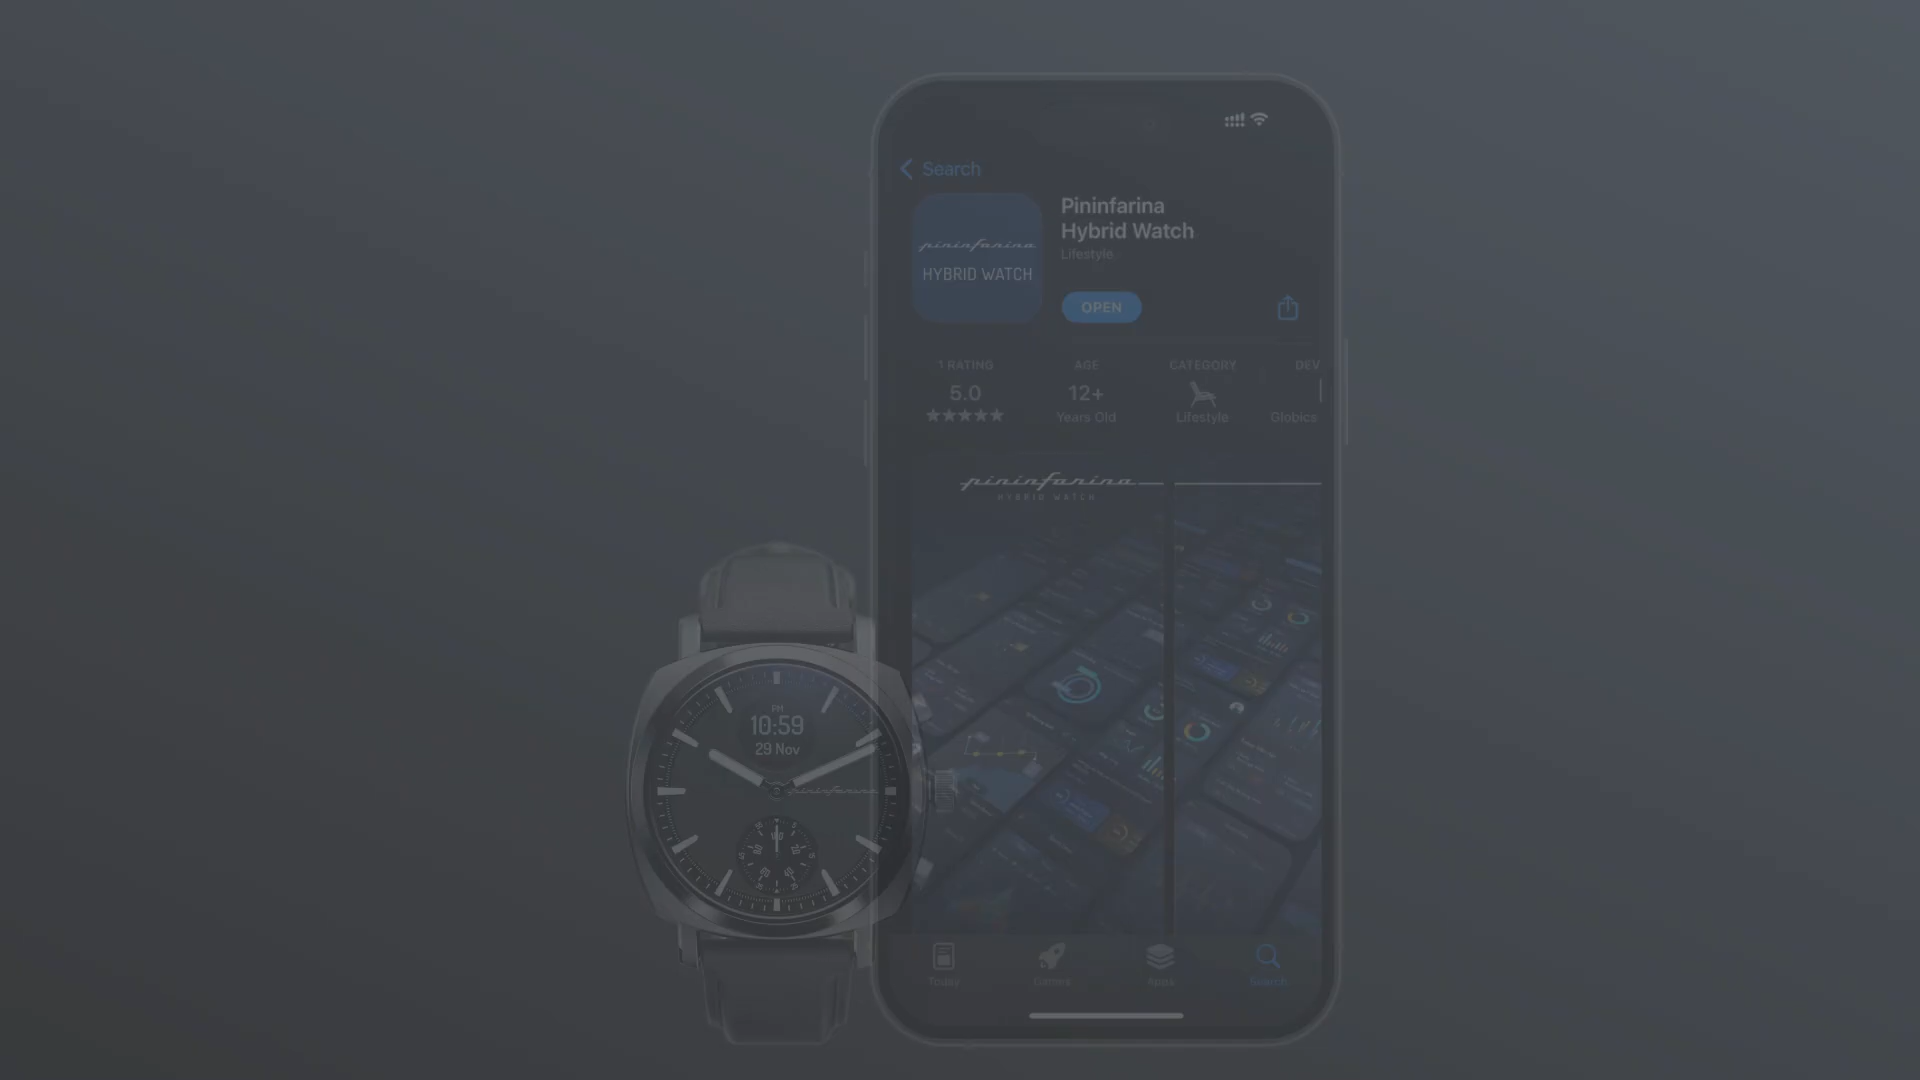 Search
Pininfarina
Hybrid Watch
Lifestyle
pininfarina
HYBRID WATCH
OPEN
1 RATING
AGE
CATEGORY
DEV
5.0
12+
Years Old
Lifestyle
Globics
pininfarina
HYBRID WATCH
PM
10:59
29 Nov
pininfarina
Today
Games
Apps
Search